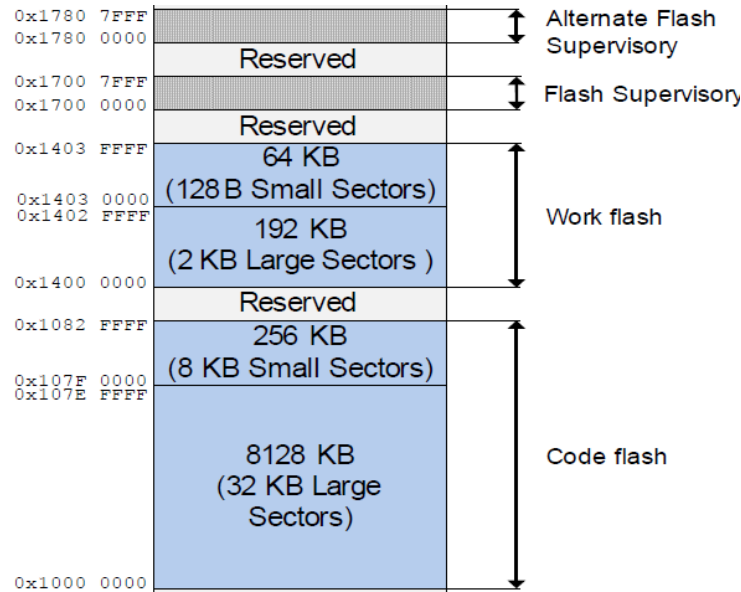 0x1780 7FFF
0x1780 0000
Alternate Flash
Supervisory
Reserved
0x1700 7FFF
0x1700 0000
Flash Supervisory
Reserved
0x1403 FFFF
64 KB
(128 B Small Sectors)
0x1403 0000
0x1402 FFFF
Work flash
192 KB
(2 KB Large Sectors )
0x1400 0000
Reserved
0x1082 FFFF
256 KB
(8 KB Small Sectors)
0x107F 0000
0x107E FFFF
8128 KB
(32 KB Large
Sectors)
Code flash
0x1000 0000